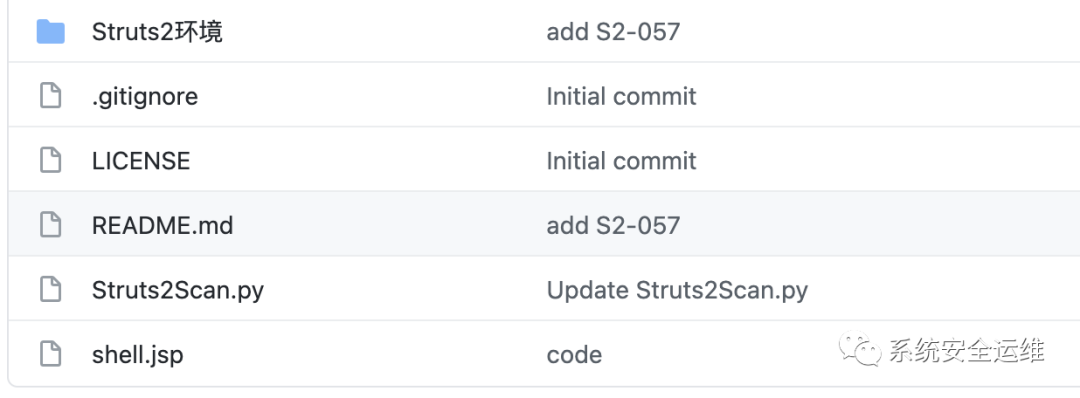 Struts2环境 add S2-057
.gitignore Initial commit
LICENSE Initial commit
README.md add S2-057
Struts2Scan.py Update Struts2Scan.py
shell.jsp code
系统安全运维